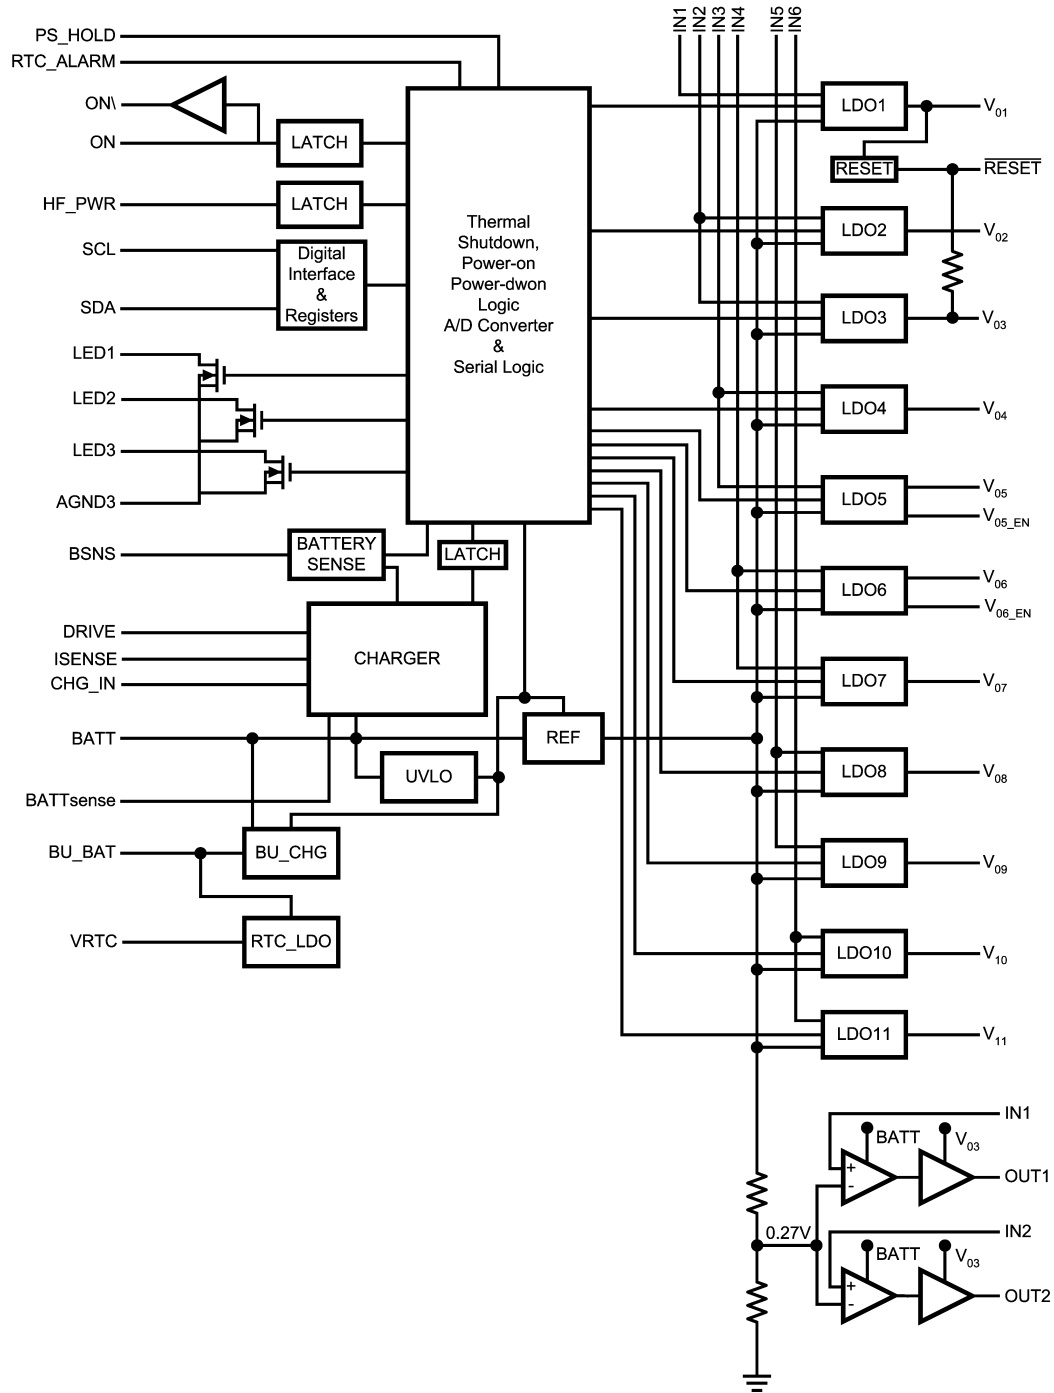 IN1
IN2
IN3
IN4
IN5
IN6
PS_HOLD
RTC_ALARM
ON\
ON
LATCH
HF_PWR
LATCH
SCL
SDA
Digital
Interface
&
Registers
LED1
LED2
LED3
AGND3
Thermal
Shutdown,
Power-on
Power-dwon
Logic
A/D Converter
&
Serial Logic
BSNS
BATTERY
SENSE
LATCH
DRIVE
ISENSE
CHG_IN
CHARGER
BATT
REF
UVLO
BATTsense
BU_BAT
BU_CHG
VRTC
RTC_LDO
LDO1
V01
RESET
RESET
LDO2
V02
LDO3
V03
LDO4
V04
LDO5
V05
V05_EN
LDO6
V06
V06_EN
LDO7
V07
LDO8
V08
LDO9
V09
LDO10
V10
LDO11
V11
IN1
BATT
V03
+
-
OUT1
0.27V
IN2
BATT
V03
+
-
OUT2